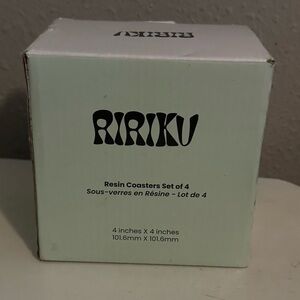 RIRIKU
RIRIKU
Resin Coasters Set of 4
Sous-verres en Résine - Lot de 4
4 inches X 4 inches
101.6mm X 101.6mm